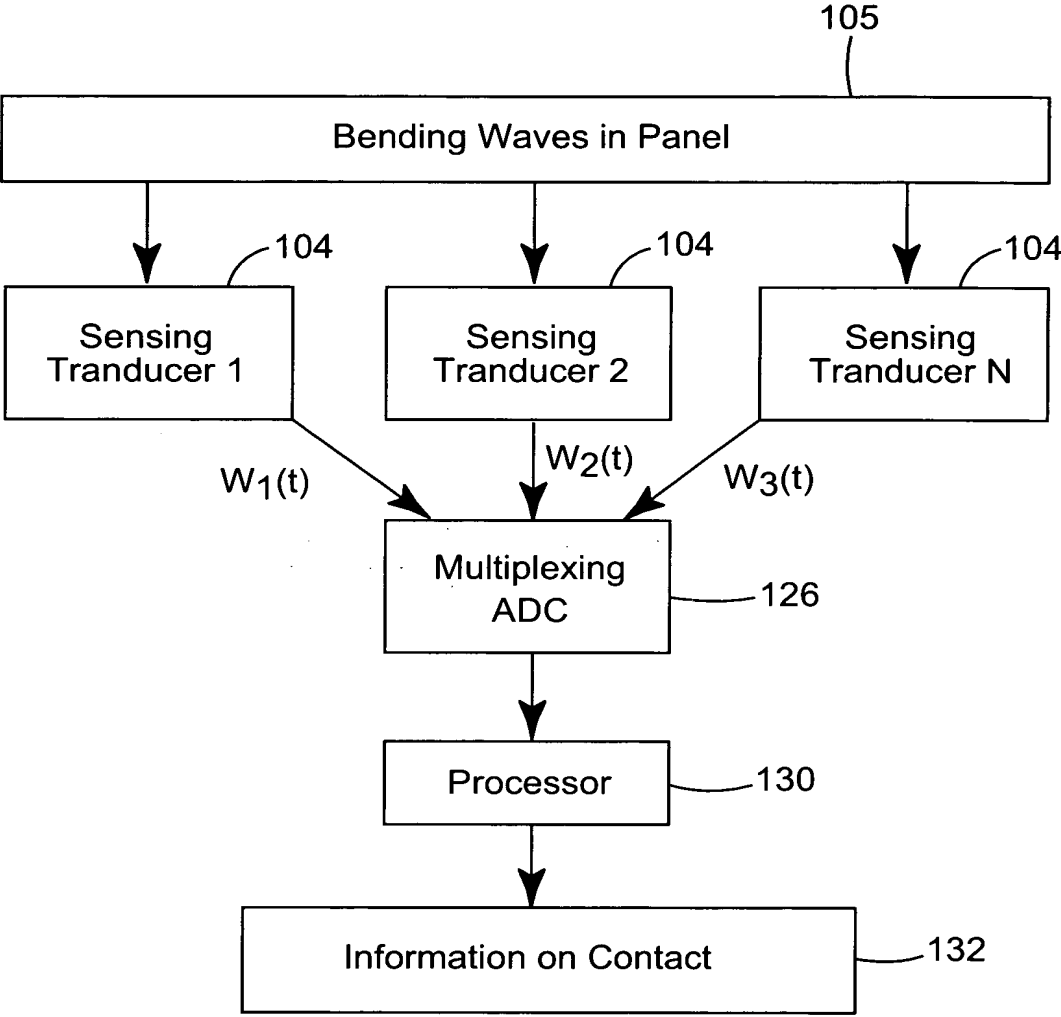 105
Bending Waves in Panel
104
104
104
Sensing
Tranducer 1
Sensing
Tranducer 2
Sensing
Tranducer N
W1(t)
W2(t)
W3(t)
Multiplexing
ADC
126
Processor
130
Information on Contact
132